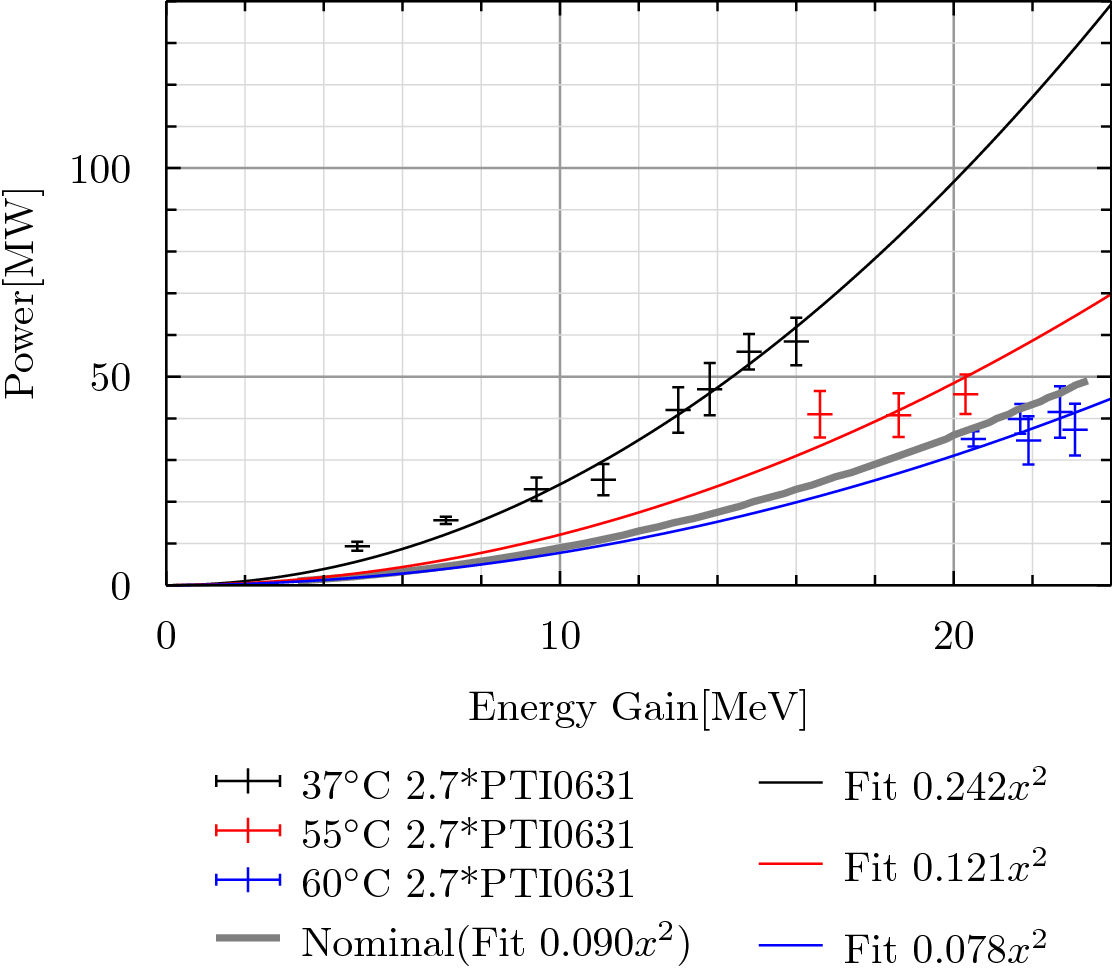 Power[MW]
100
50
0
0 10 20
Energy Gain[MeV]
37°C 2.7*PTI0631
55°C 2.7*PTI0631
60°C 2.7*PTI0631
Nominal(Fit 0.090x²)
Fit 0.242x²
Fit 0.121x²
Fit 0.078x²